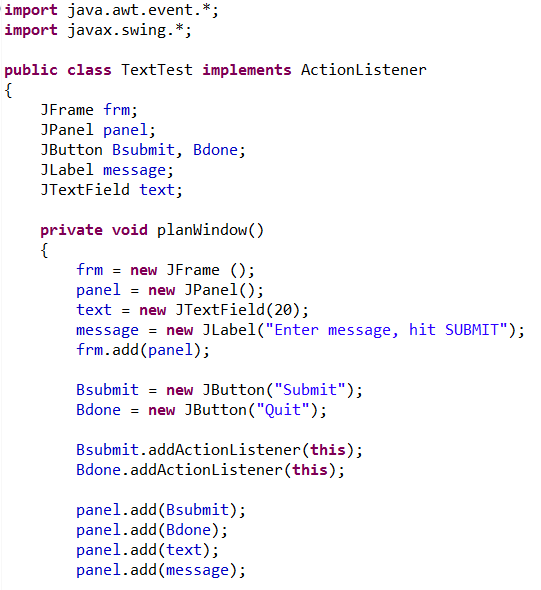 import java.awt.event.*;
import javax.swing.*;

public class TextTest implements ActionListener
{
    JFrame frm;
    JPanel panel;
    JButton Bsubmit, Bdone;
    JLabel message;
    JTextField text;

    private void planWindow()
    {
        frm = new JFrame ();
        panel = new JPanel();
        text = new JTextField(20);
        message = new JLabel("Enter message, hit SUBMIT");
        frm.add(panel);

        Bsubmit = new JButton("Submit");
        Bdone = new JButton("Quit");

        Bsubmit.addActionListener(this);
        Bdone.addActionListener(this);

        panel.add(Bsubmit);
        panel.add(Bdone);
        panel.add(text);
        panel.add(message);